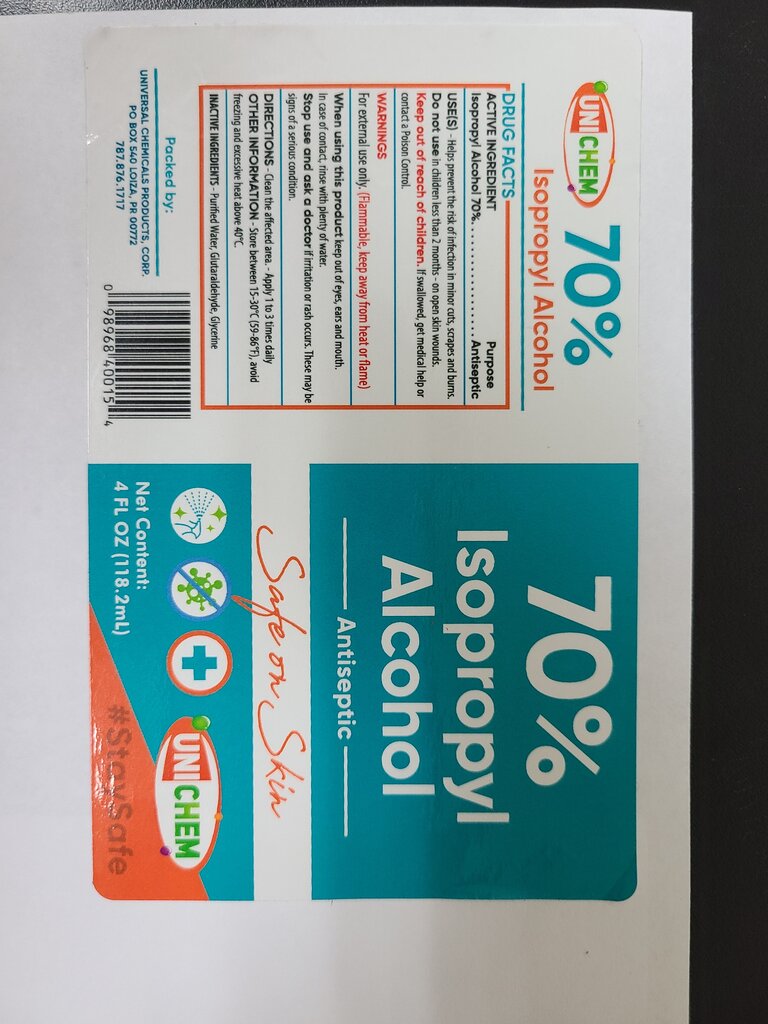 UNICHEM
70%
Isopropyl Alcohol
DRUG FACTS
ACTIVE INGREDIENT Purpose
Isopropyl Alcohol 70%................... Antiseptic
USE(S) - Helps prevent the risk of infection in minor cuts, scrapes and burns.
Do not use in children less than 2 months - on open skin wounds.
Keep out of reach of children. If swallowed, get medical help or
contact a Poison Control.
WARNINGS
For external use only. (Flammable, keep away from heat or flame)
When using this product keep out of eyes, ears and mouth.
In case of contact, rinse with plenty of water.
Stop use and ask a doctor if irritation or rash occurs. These may be
signs of a serious condition.
DIRECTIONS - Clean the affected area. - Apply 1 to 3 times daily
OTHER INFORMATION - Store between 15-30°C (59-86°F), avoid
freezing and excessive heat above 40°C
INACTIVE INGREDIENTS - Purified Water, Glutaraldehyde, Glycerine
Packed by:
UNIVERSAL CHEMICALS PRODUCTS, CORP.
PO BOX 540 LOIZA, PR 00772
787.876.1717
0 98968 40015 4
70%
Isopropyl
Alcohol
Antiseptic
Safe on Skin
Net Content:
4 FL OZ (118.2mL)
UNICHEM
#StaySafe